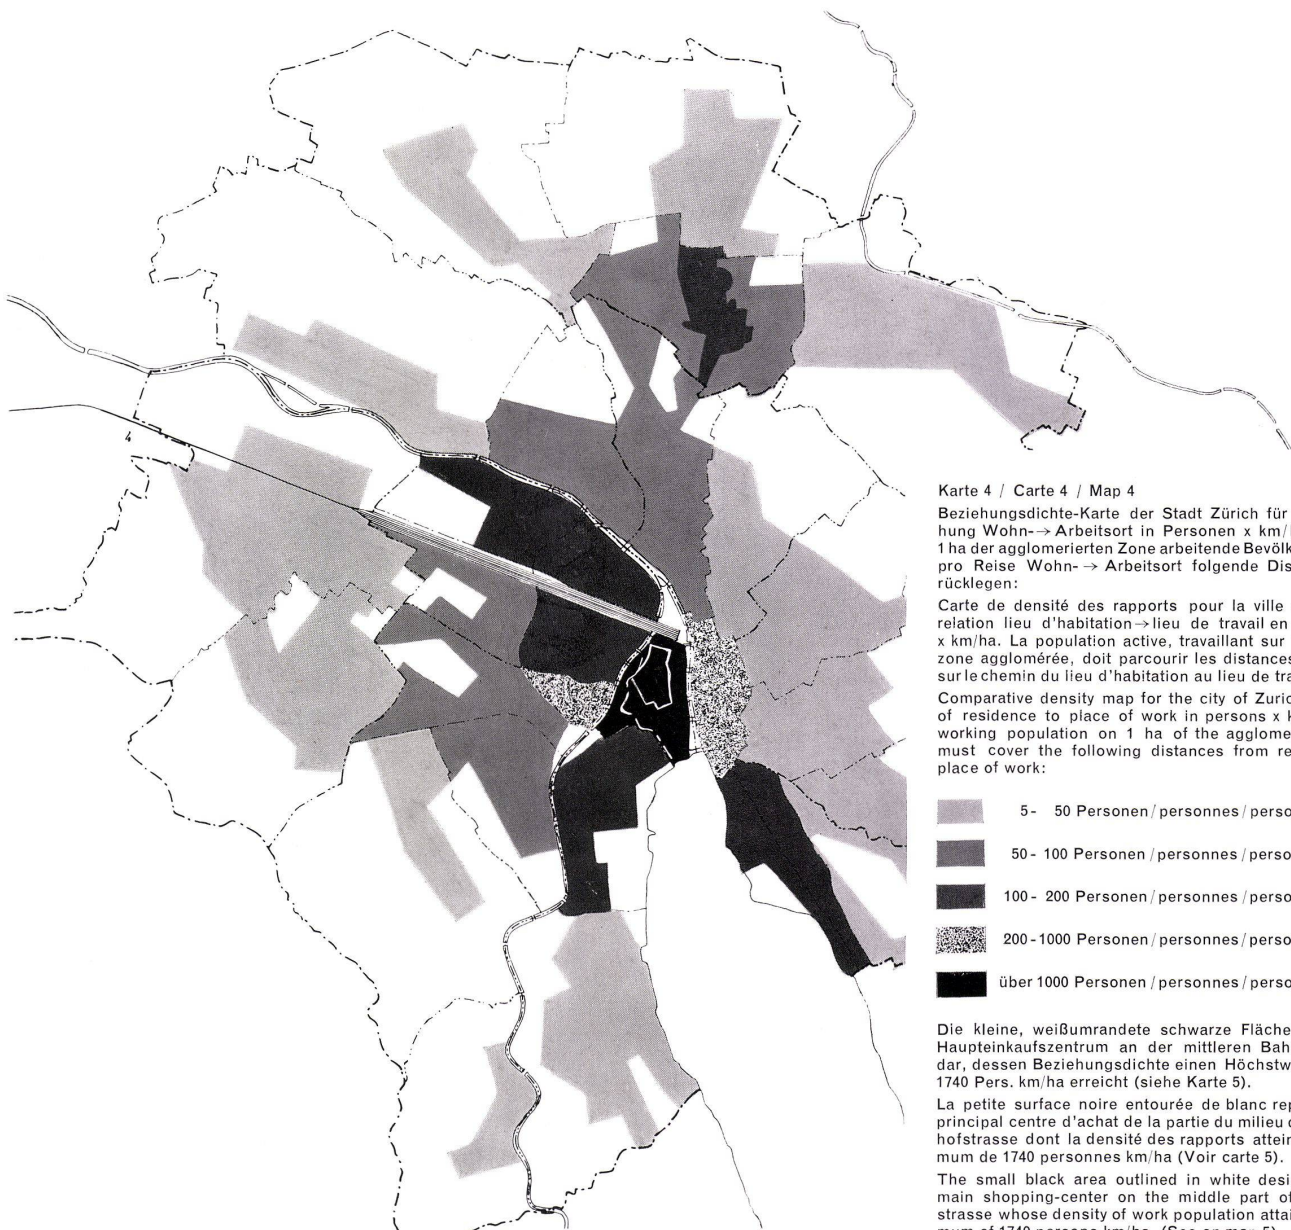 Karte 4 / Carte 4 / Map 4
Beziehungsdichte-Karte der Stadt Zürich für
hung Wohn-→ Arbeitsort in Personen x km/
1 ha der agglomerierten Zone arbeitende Bevölk
pro Reise Wohn- → Arbeitsort folgende Dis
rücklegen:
Carte de densité des rapports pour la ville
relation lieu d'habitation→lieu de travail en
x km/ha. La population active, travaillant sur
zone agglomérée, doit parcourir les distances
sur le chemin du lieu d'habitation au lieu de tra
Comparative density map for the city of Zuric
of residence to place of work in persons x
working population on 1 ha of the agglome
must cover the following distances from re
place of work:
5- 50 Personen/personnes/perso
50- 100 Personen/personnes/perso
100- 200 Personen/personnes/perso
200-1000 Personen/personnes/perso
über 1000 Personen/personnes/perso
Die kleine, weißumrandete schwarze Fläche
Haupteinkaufszentrum an der mittleren Bah
dar, dessen Beziehungsdichte einen Höchstw
1740 Pers. km/ha erreicht (siehe Karte 5).
La petite surface noire entourée de blanc rep
principal centre d'achat de la partie du milieu
hofstrasse dont la densité des rapports attein
mum de 1740 personnes km/ha (Voir carte 5).
The small black area outlined in white desi
main shopping-center on the middle part of
strasse whose density of work population attai
mum of 1740 persons km/ha. (See on map 5)